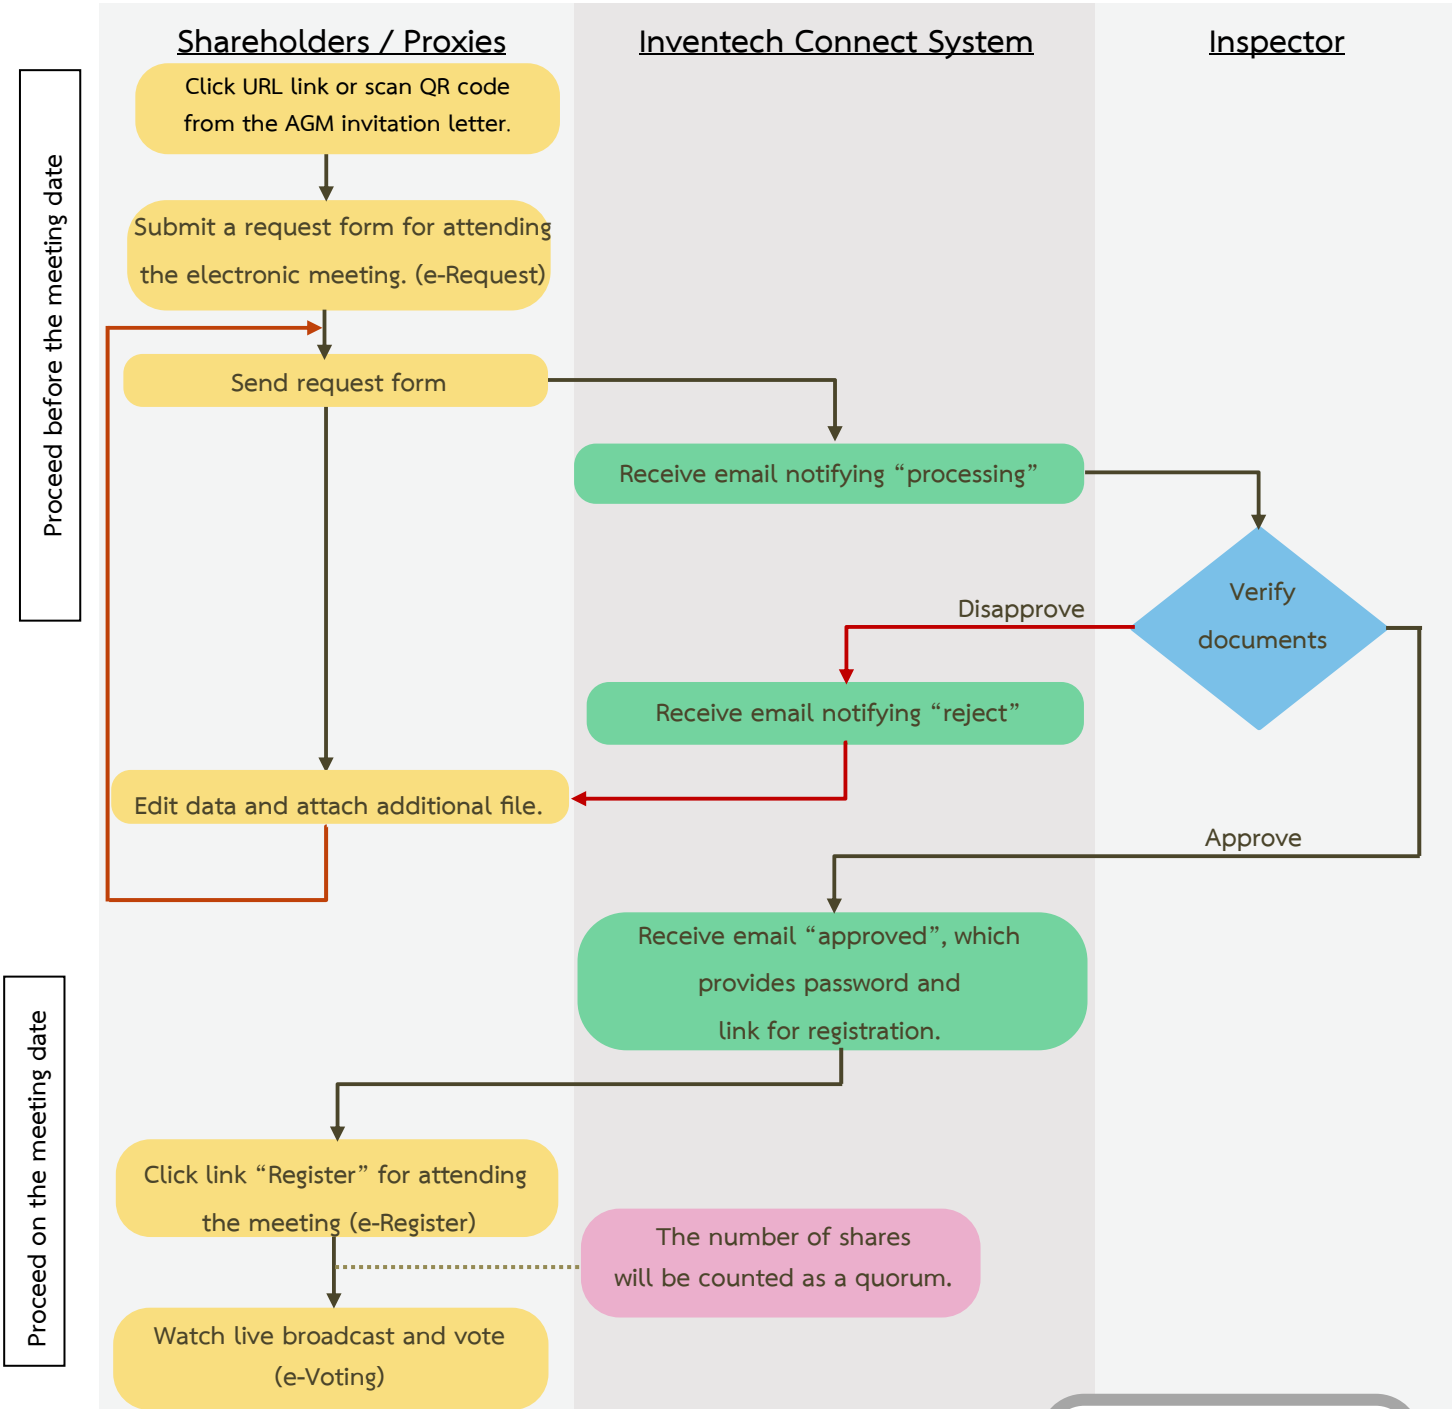 Shareholders / Proxies
Inventech Connect System
Inspector
Proceed before the meeting date
Click URL link or scan QR code
from the AGM invitation letter.
Submit a request form for attending
the electronic meeting. (e-Request)
Send request form
Receive email notifying “processing”
Verify
documents
Disapprove
Receive email notifying “reject”
Edit data and attach additional file.
Approve
Receive email “approved”, which
provides password and
link for registration.
Proceed on the meeting date
Click link “Register” for attending
the meeting (e-Register)
The number of shares
will be counted as a quorum.
Watch live broadcast and vote
(e-Voting)